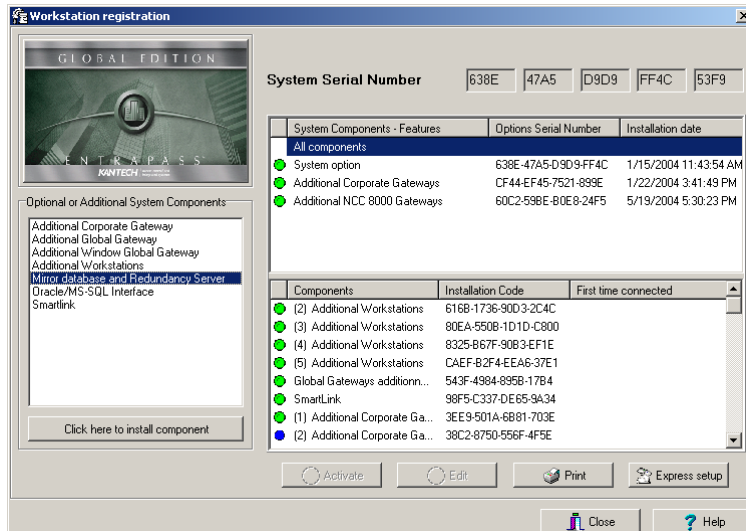 Workstation registration
GLOBAL EDITION
ENTRAPASS
KANTECH
System Serial Number 638E 47A5 D9D9 FF4C 53F9
System Components - Features Options Serial Number Installation date
All components
System option 638E-47A5-D9D9-FF4C 1/15/2004 11:43:54 AM
Additional Corporate Gateways CF44-EF45-7521-899E 1/22/2004 3:41:49 PM
Additional NCC 8000 Gateways 60C2-59BE-B0E8-24F5 5/19/2004 5:30:23 PM
Optional or Additional System Components
Additional Corporate Gateway
Additional Global Gateway
Additional Window Global Gateway
Additional Workstations
Mirror database and Redundancy Server
Oracle/MS-SQL Interface
Smartlink
Click here to install component
Components Installation Code First time connected
(2) Additional Workstations 616B-1736-90D3-2C4C
(3) Additional Workstations 80EA-550B-1D1D-C800
(4) Additional Workstations 8325-B67F-90B3-EF1E
(5) Additional Workstations CAEF-B2F4-EEA6-37E1
Global Gateways additionn... 543F-4984-895B-17B4
SmartLink 98F5-C337-DE65-9A34
(1) Additional Corporate Ga... 3EE9-501A-6B81-703E
(2) Additional Corporate Ga... 38C2-8750-556F-4F5E
Activate Edit Print Express setup
Close Help